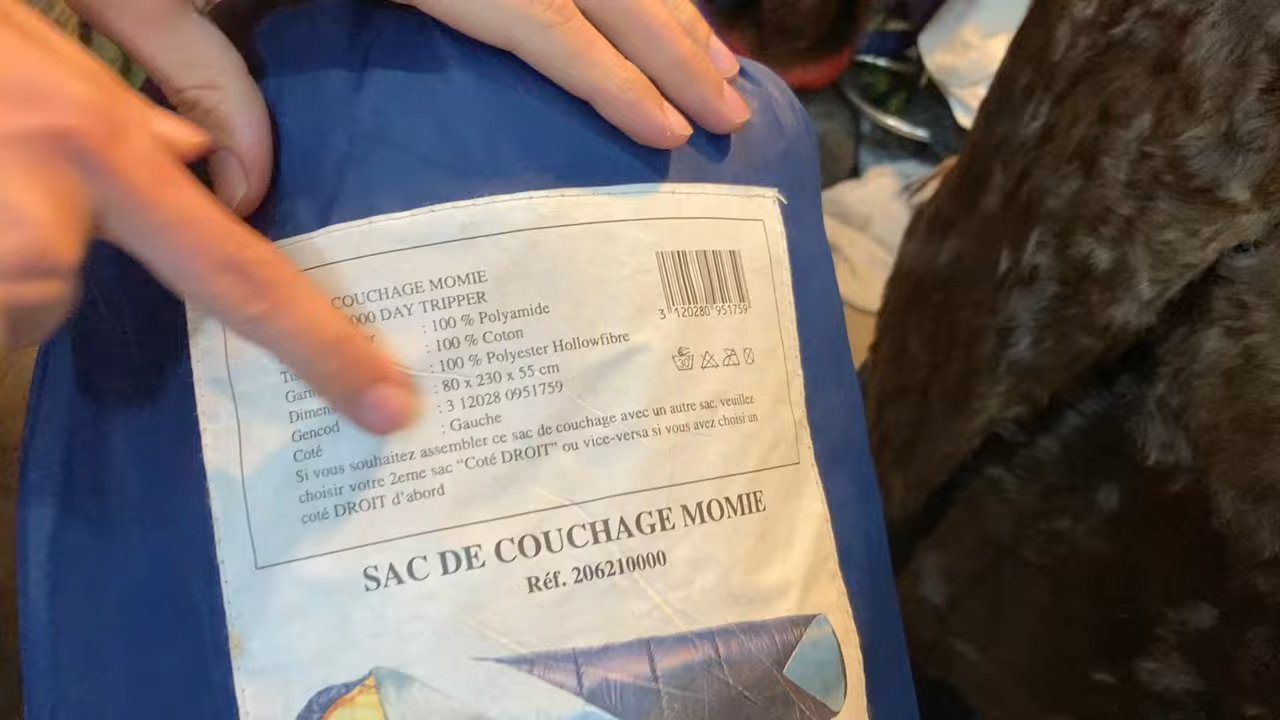 COUCHAGE MOMIE
000 DAY TRIPPER
: 100 % Polyamide
: 100 % Coton
: 100 % Polyester Hollowfibre
: 80 x 230 x 55 cm
Gencod : 3 12028 0951759
Coté : Gauche
Si vous souhaitez assembler ce sac de couchage avec un autre sac, veuillez
choisir votre 2eme sac “Coté DROIT” ou vice-versa si vous avez choisi un
coté DROIT d’abord
3 120280 951759
30°
SAC DE COUCHAGE MOMIE
Réf. 206210000